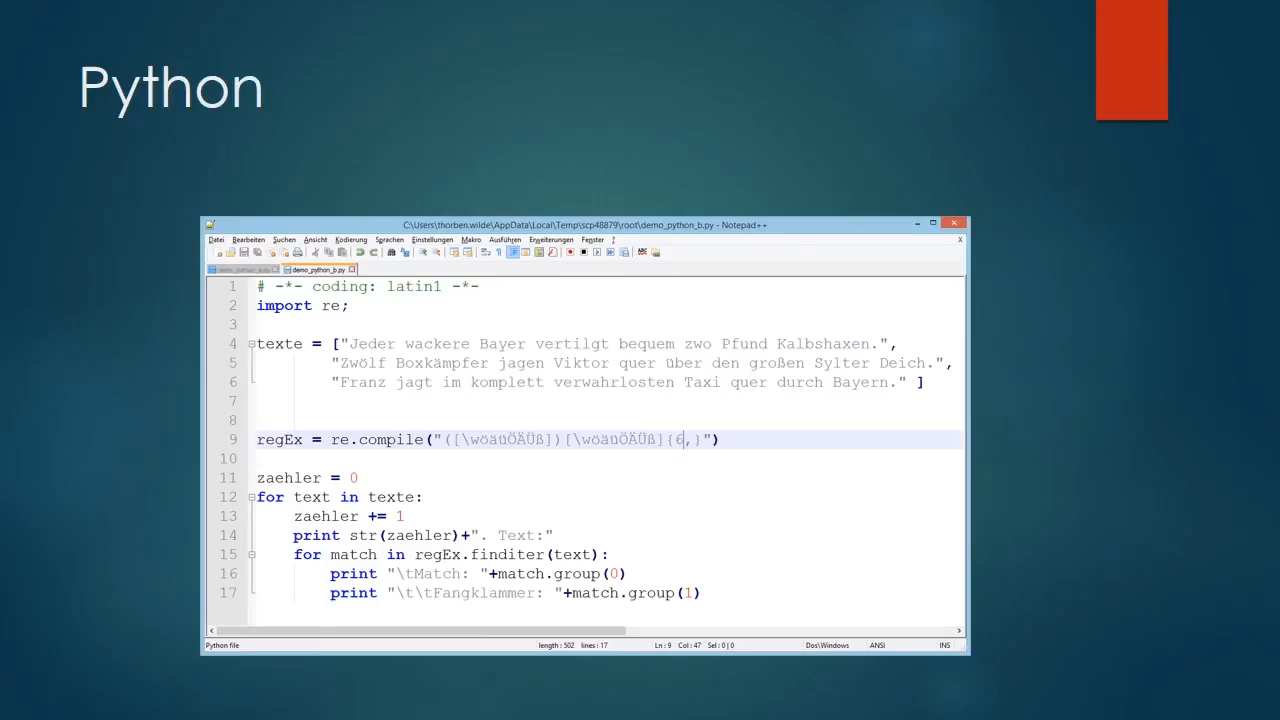 Python
C:\Users\thorben.wilde\AppData\Local\Temp\scp48879\root\demo_python_b.py - Notepad++
Datei Bearbeiten Suchen Ansicht Kodierung Sprachen Einstellungen Makro Ausführen Erweiterungen Fenster ? X
demo_python_b.py
1 # -*- coding: latin1 -*-
2 import re;
3
4 texte = ["Jeder wackere Bayer vertilgt bequem zwo Pfund Kalbshaxen.",
5 "Zwölf Boxkämpfer jagen Viktor quer über den großen Sylter Deich.",
6 "Franz jagt im komplett verwahrlosten Taxi quer durch Bayern." ]
7
8
9 regEx = re.compile("([\wöäüÖÄÜß])[\wöäüÖÄÜß]{6,}")
10
11 zaehler = 0
12 for text in texte:
13 zaehler += 1
14 print str(zaehler)+". Text:"
15 for match in regEx.finditer(text):
16 print "\tMatch: "+match.group(0)
17 print "\t\tFangklammer: "+match.group(1)
Python file length : 502 lines : 17 Ln : 9 Col : 47 Sel : 0 | 0 Dos\Windows ANSI INS